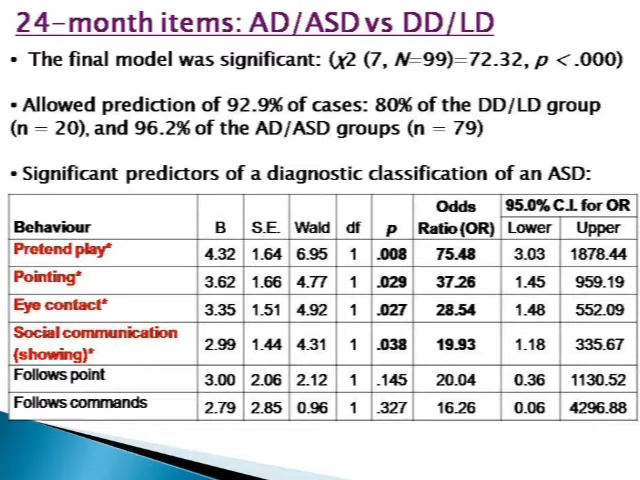 24-month items: AD/ASD vs DD/LD
• The final model was significant: (χ2 (7, N=99)=72.32, p < .000)
• Allowed prediction of 92.9% of cases: 80% of the DD/LD group
(n = 20), and 96.2% of the AD/ASD groups (n = 79)
• Significant predictors of a diagnostic classification of an ASD:
Behaviour B S.E. Wald df p Odds Ratio (OR) 95.0% C.I. for OR Lower Upper
Pretend play* 4.32 1.64 6.95 1 .008 75.48 3.03 1878.44
Pointing* 3.62 1.66 4.77 1 .029 37.26 1.45 959.19
Eye contact* 3.35 1.51 4.92 1 .027 28.54 1.48 552.09
Social communication
(showing)* 2.99 1.44 4.31 1 .038 19.93 1.18 335.67
Follows point 3.00 2.06 2.12 1 .145 20.04 0.36 1130.52
Follows commands 2.79 2.85 0.96 1 .327 16.26 0.06 4296.88